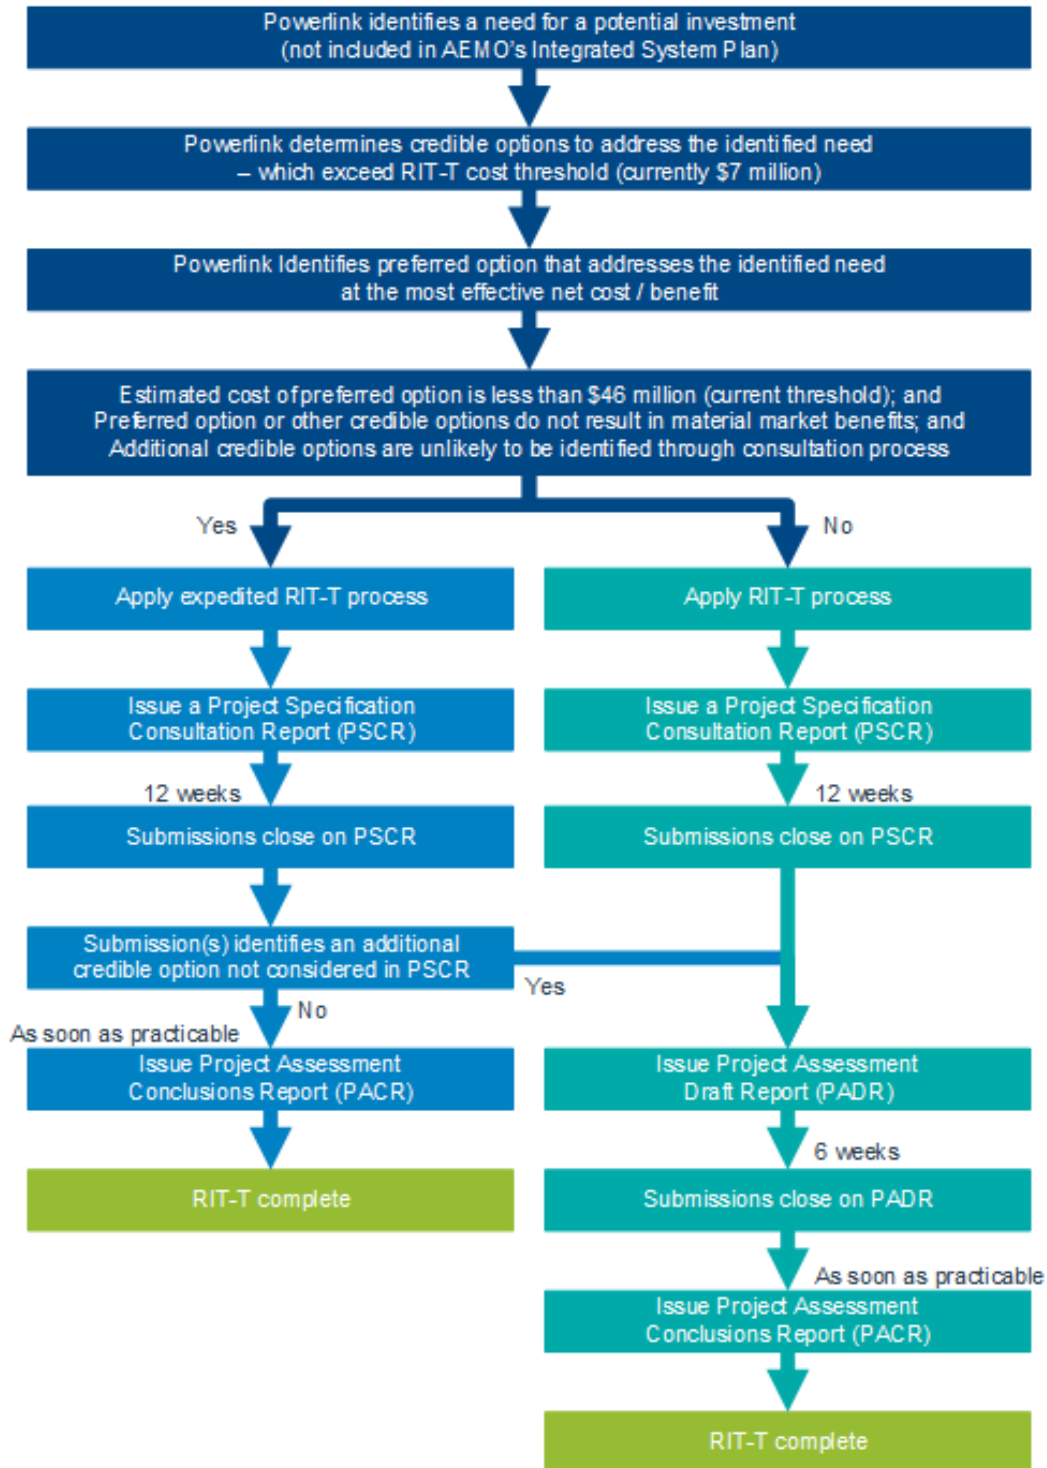 Powerlink identifies a need for a potential investment
(not included in AEMO's Integrated System Plan)
Powerlink determines credible options to address the identified need
– which exceed RIT-T cost threshold (currently $7 million)
Powerlink Identifies preferred option that addresses the identified need
at the most effective net cost / benefit
Estimated cost of preferred option is less than $46 million (current threshold); and
Preferred option or other credible options do not result in material market benefits; and
Additional credible options are unlikely to be identified through consultation process
Yes
No
Apply expedited RIT-T process
Apply RIT-T process
Issue a Project Specification
Consultation Report (PSCR)
Issue a Project Specification
Consultation Report (PSCR)
12 weeks
12 weeks
Submissions close on PSCR
Submissions close on PSCR
Submission(s) identifies an additional
credible option not considered in PSCR
Yes
No
As soon as practicable
Issue Project Assessment
Conclusions Report (PACR)
Issue Project Assessment
Draft Report (PADR)
6 weeks
RIT-T complete
Submissions close on PADR
As soon as practicable
Issue Project Assessment
Conclusions Report (PACR)
RIT-T complete